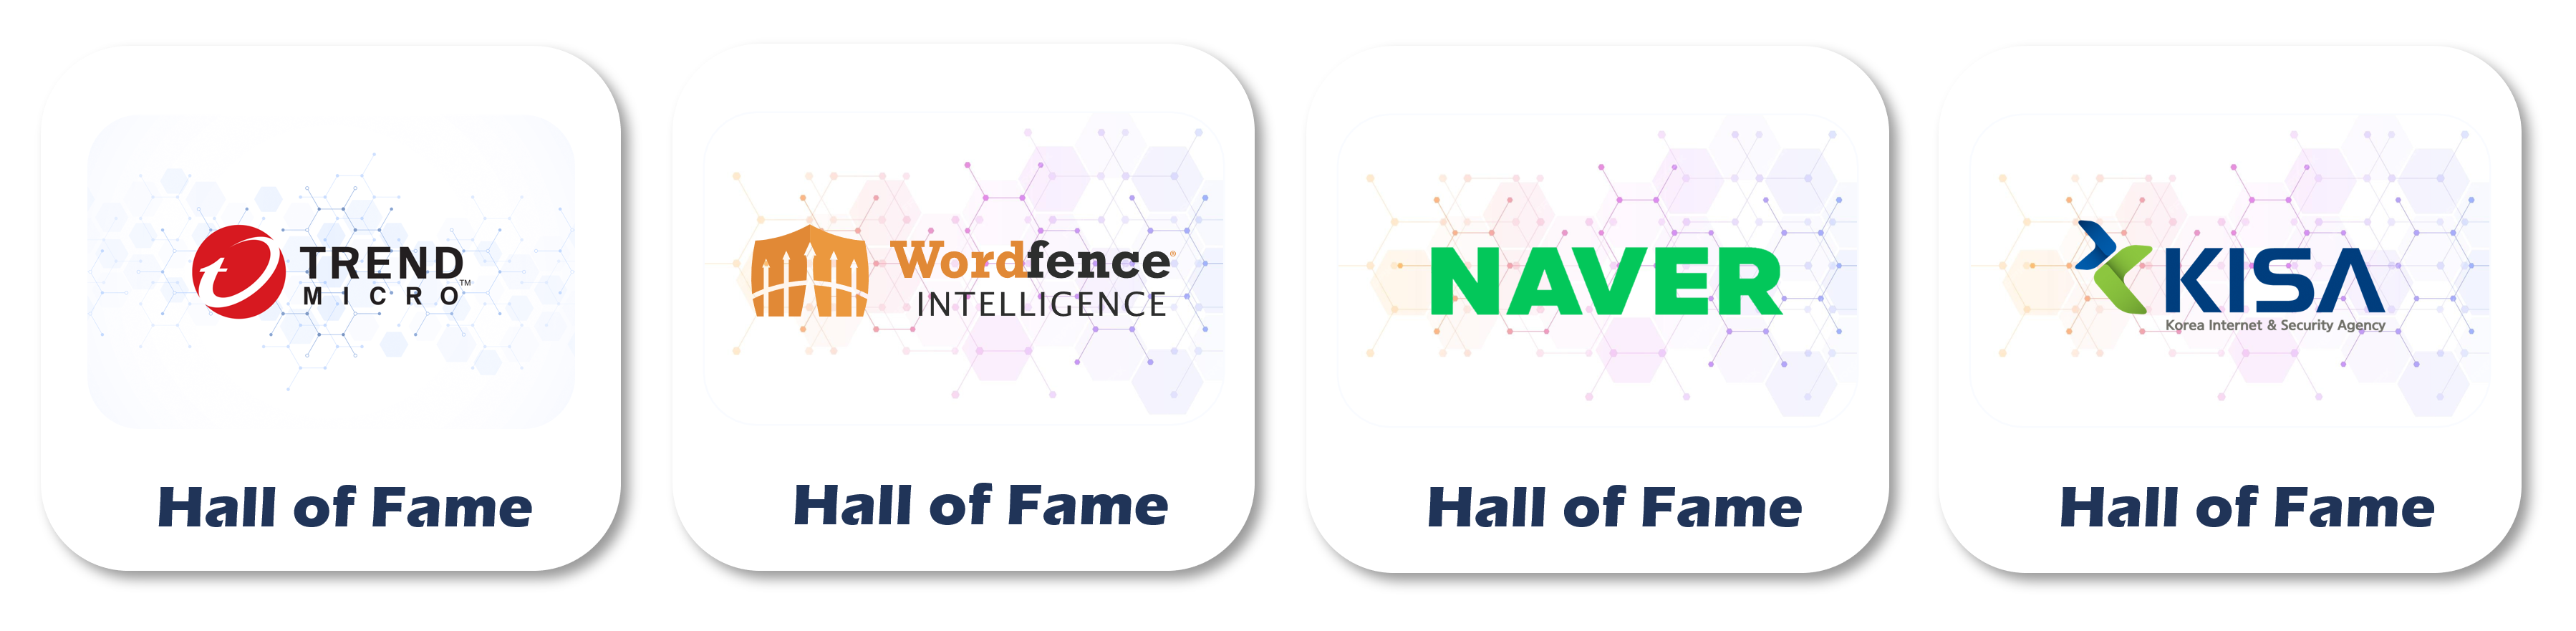 TREND
MICRO™
Hall of Fame
Wordfence®
INTELLIGENCE
Hall of Fame
NAVER
Hall of Fame
KISA
Korea Internet & Security Agency
Hall of Fame